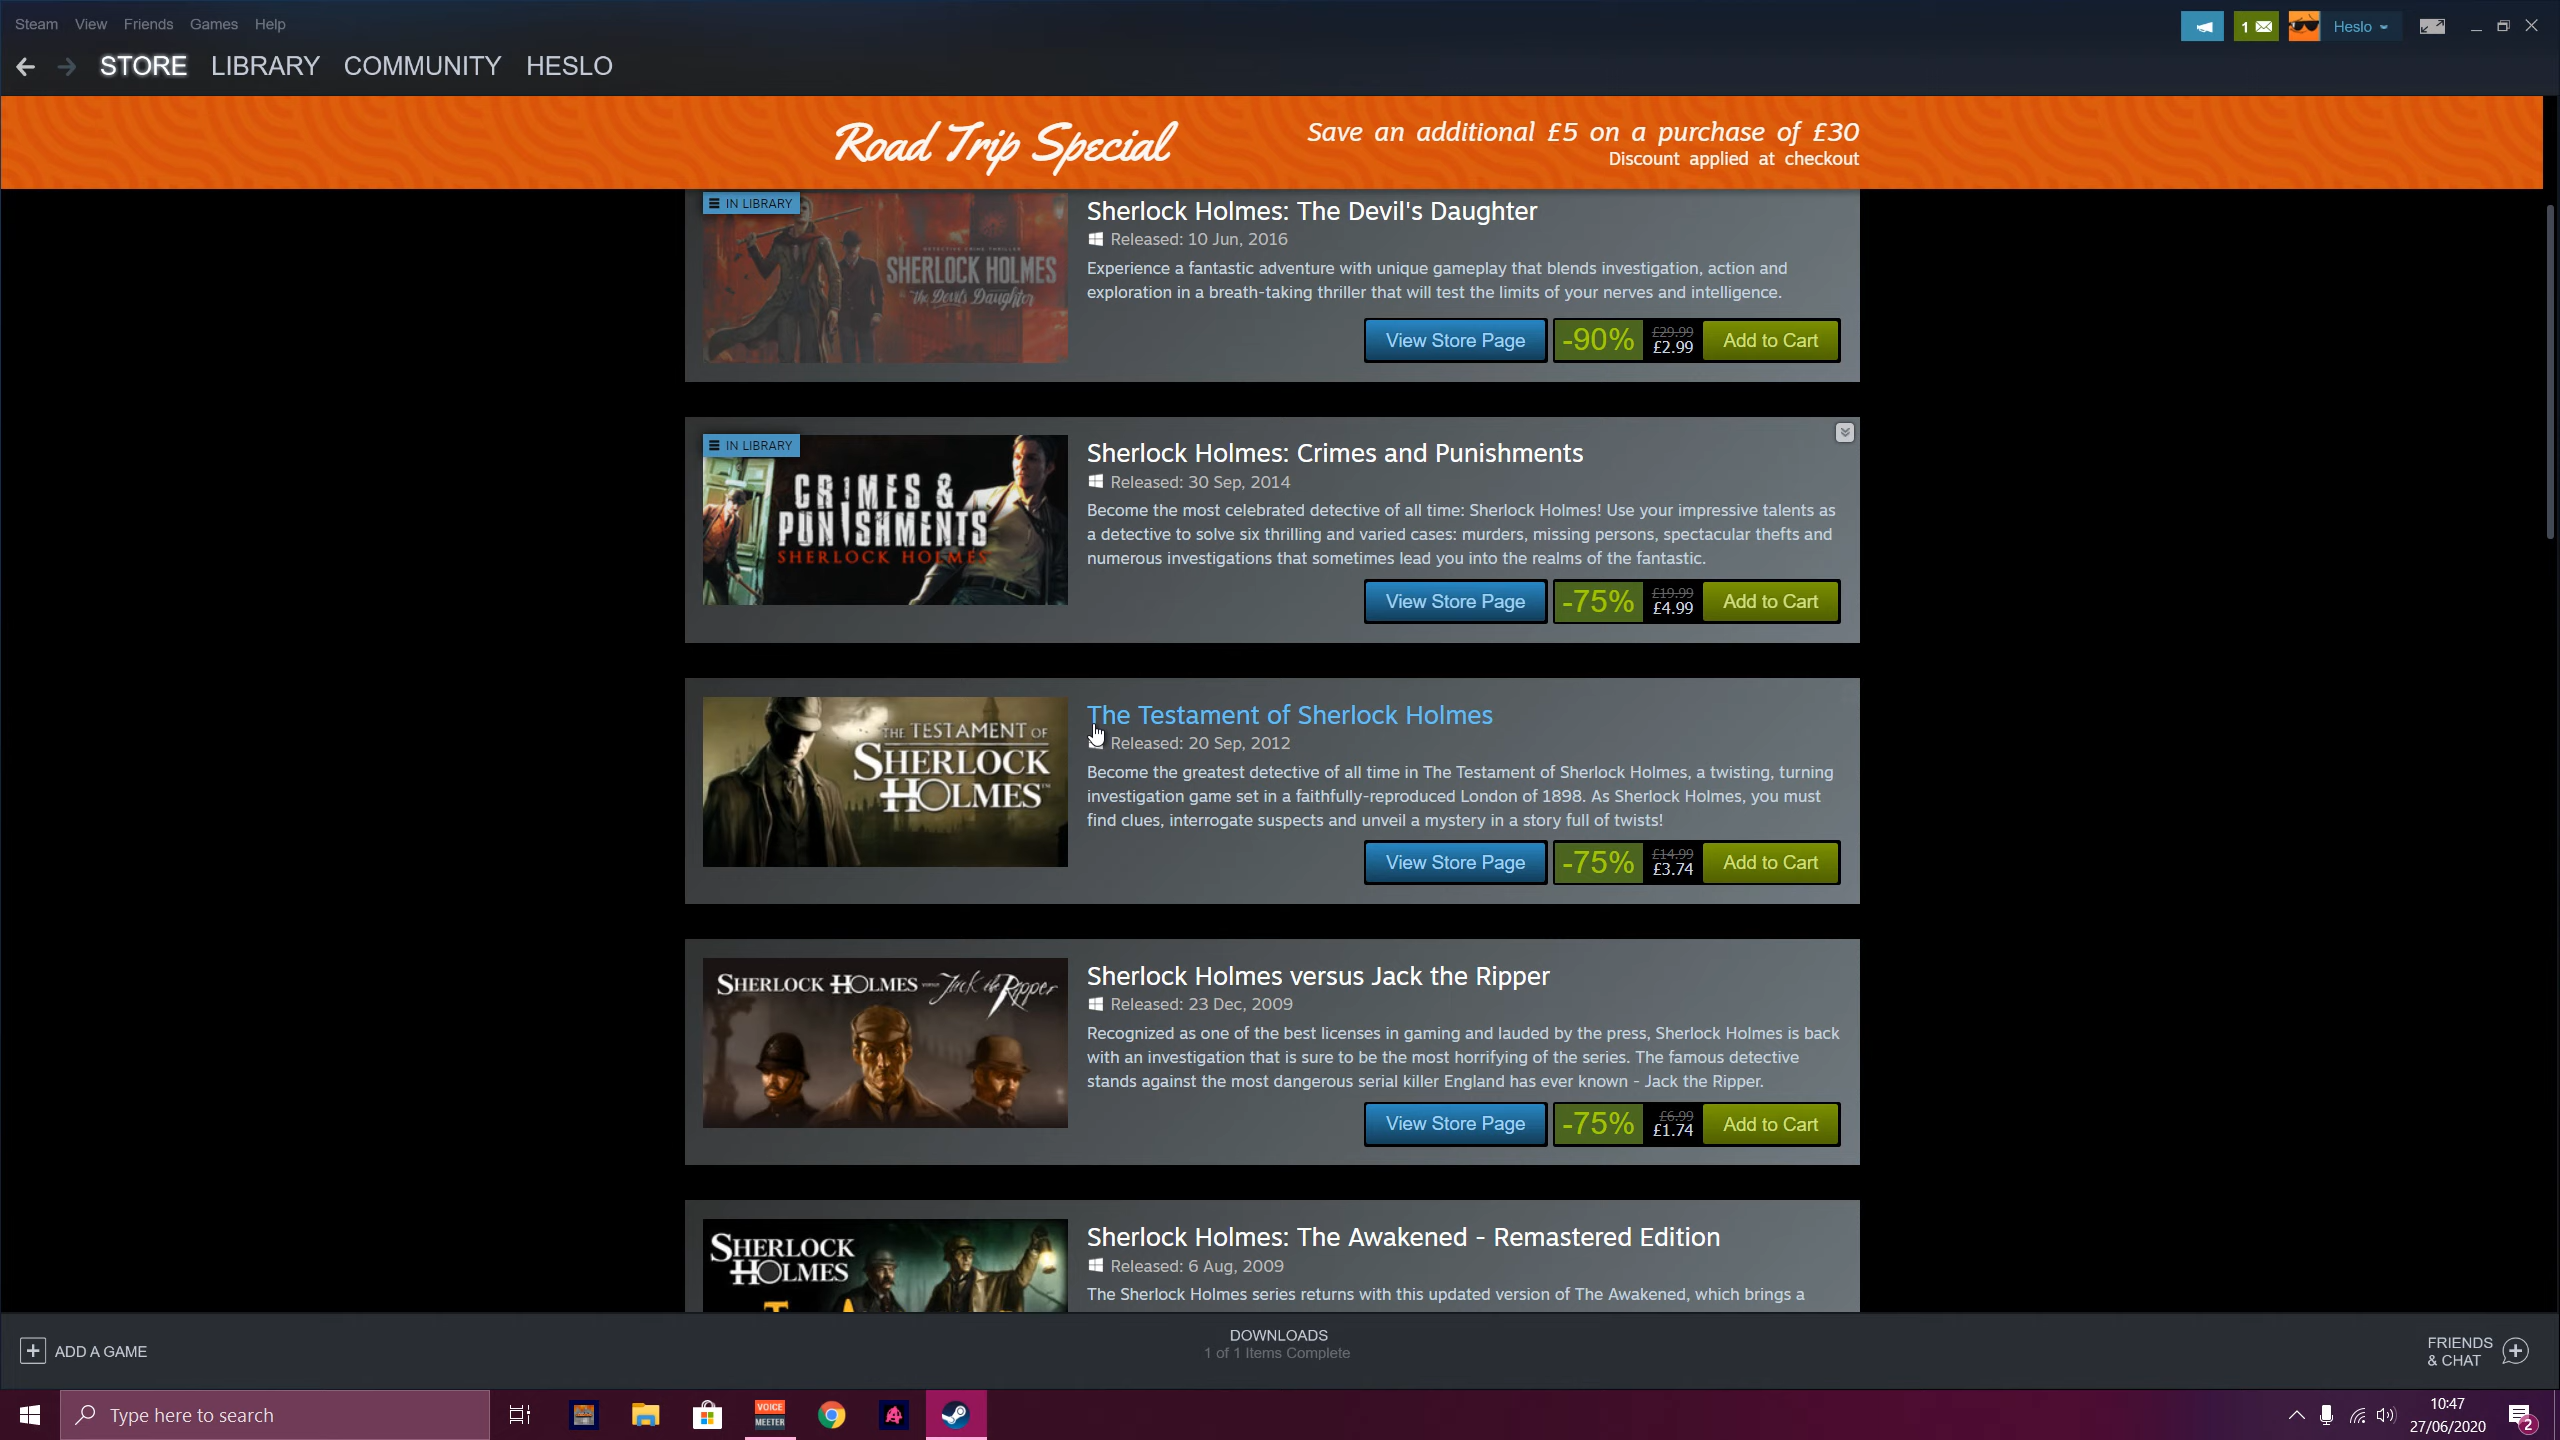 Steam View Friends Games Help
1 Heslo
STORE LIBRARY COMMUNITY HESLO
Road Trip Special
Save an additional £5 on a purchase of £30
Discount applied at checkout
IN LIBRARY
DETECTIVE CRIME THRILLER
SHERLOCK HOLMES
The Devil's Daughter
Sherlock Holmes: The Devil's Daughter
Released: 10 Jun, 2016
Experience a fantastic adventure with unique gameplay that blends investigation, action and
exploration in a breath-taking thriller that will test the limits of your nerves and intelligence.
View Store Page -90% £29.99 £2.99 Add to Cart
IN LIBRARY
CRIMES &
PUNISHMENTS
SHERLOCK HOLMES
Sherlock Holmes: Crimes and Punishments
Released: 30 Sep, 2014
Become the most celebrated detective of all time: Sherlock Holmes! Use your impressive talents as
a detective to solve six thrilling and varied cases: murders, missing persons, spectacular thefts and
numerous investigations that sometimes lead you into the realms of the fantastic.
View Store Page -75% £19.99 £4.99 Add to Cart
THE TESTAMENT OF
SHERLOCK
HOLMES™
The Testament of Sherlock Holmes
Released: 20 Sep, 2012
Become the greatest detective of all time in The Testament of Sherlock Holmes, a twisting, turning
investigation game set in a faithfully-reproduced London of 1898. As Sherlock Holmes, you must
find clues, interrogate suspects and unveil a mystery in a story full of twists!
View Store Page -75% £14.99 £3.74 Add to Cart
SHERLOCK HOLMES versus Jack the Ripper
Sherlock Holmes versus Jack the Ripper
Released: 23 Dec, 2009
Recognized as one of the best licenses in gaming and lauded by the press, Sherlock Holmes is back
with an investigation that is sure to be the most horrifying of the series. The famous detective
stands against the most dangerous serial killer England has ever known - Jack the Ripper.
View Store Page -75% £6.99 £1.74 Add to Cart
SHERLOCK
HOLMES
Sherlock Holmes: The Awakened - Remastered Edition
Released: 6 Aug, 2009
The Sherlock Holmes series returns with this updated version of The Awakened, which brings a
ADD A GAME
DOWNLOADS
1 of 1 Items Complete
FRIENDS
& CHAT
Type here to search
VOICE
MEETER
10:47
27/06/2020
2